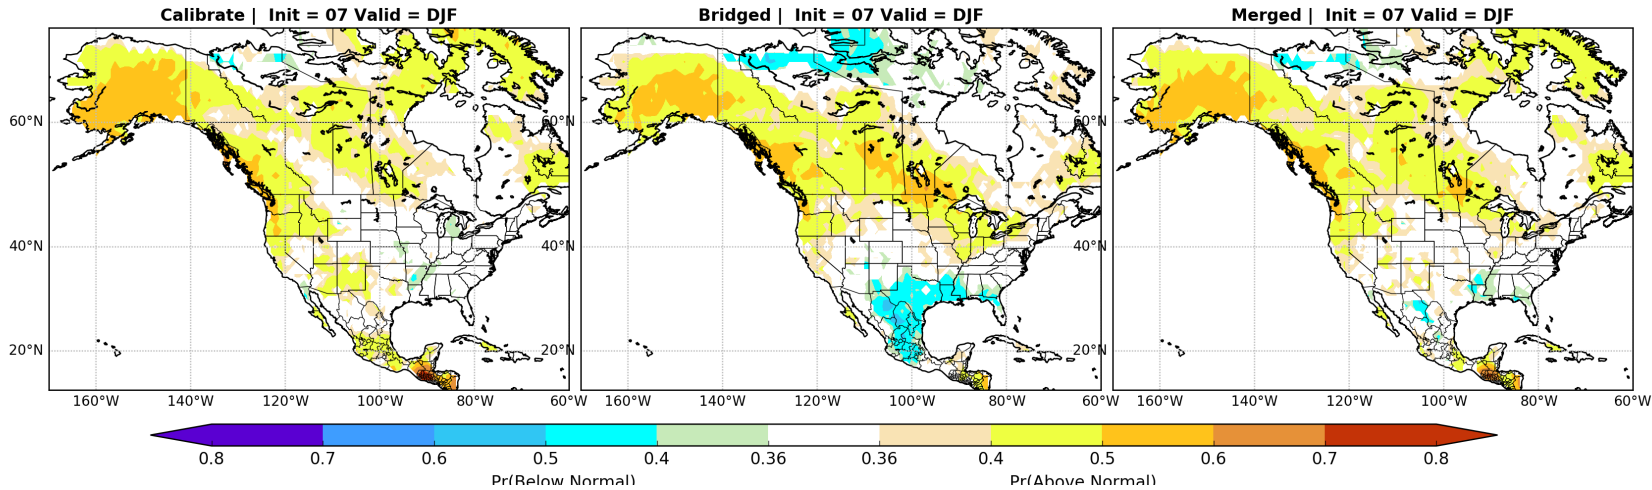 Calibrate |  Init = 07 Valid = DJF
Bridged |  Init = 07 Valid = DJF
Merged |  Init = 07 Valid = DJF
60°N
40°N
20°N
60°N
40°N
20°N
60°N
40°N
20°N
160°W 140°W 120°W 100°W 80°W 60°W
160°W 140°W 120°W 100°W 80°W 60°W
160°W 140°W 120°W 100°W 80°W 60°W
0.8 0.7 0.6 0.5 0.4 0.36 0.36 0.4 0.5 0.6 0.7 0.8
Pr(Below Normal) Pr(Above Normal)